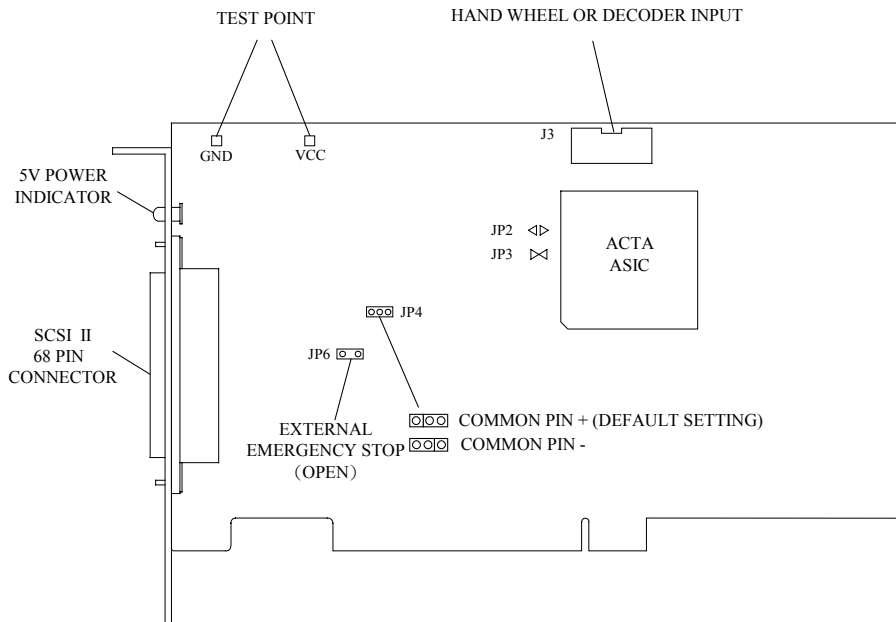 TEST POINT
HAND WHEEL OR DECODER INPUT
GND
VCC
J3
5V POWER
INDICATOR
JP2
JP3
ACTA
ASIC
JP4
SCSI II
68 PIN
CONNECTOR
JP6
EXTERNAL
EMERGENCY STOP
（OPEN）
COMMON PIN + (DEFAULT SETTING)
COMMON PIN -